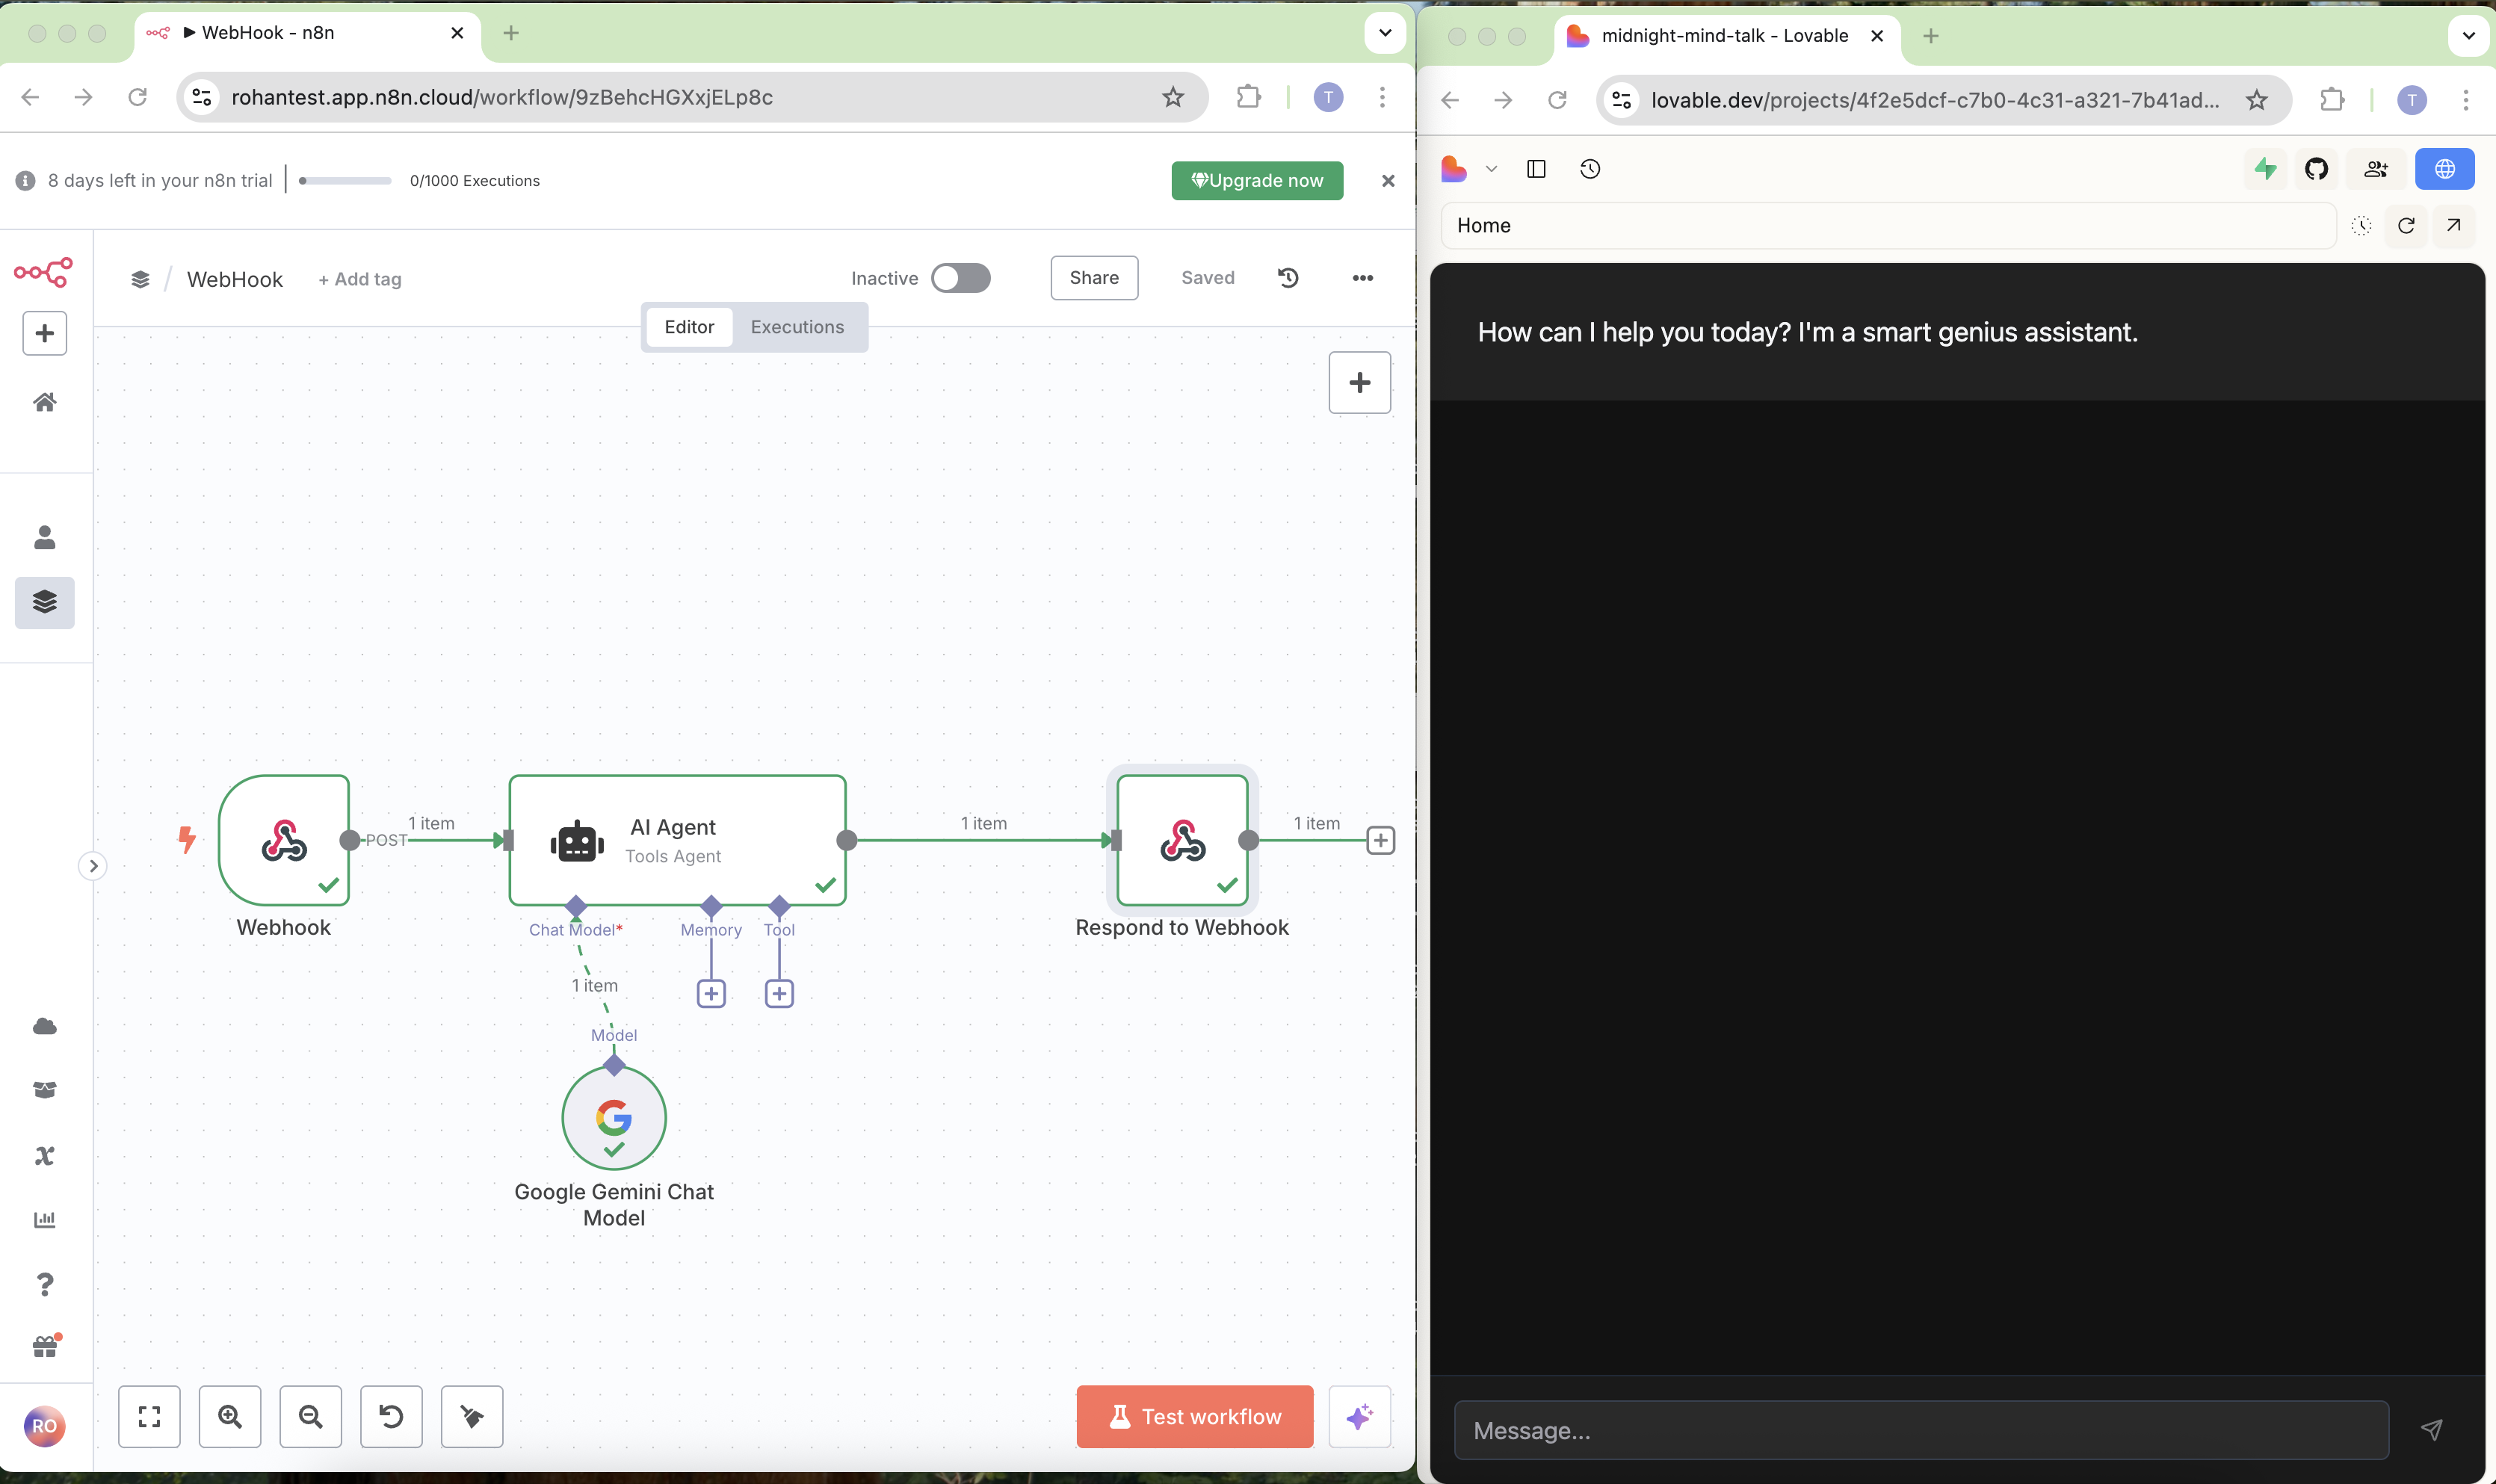 WebHook - n8n
rohantest.app.n8n.cloud/workflow/9zBehcHGXxjELp8c
T
8 days left in your n8n trial
0/1000 Executions
Upgrade now
WebHook
+ Add tag
Inactive
Share
Saved
Editor
Executions
POST
1 item
AI Agent
Tools Agent
1 item
1 item
Webhook
Chat Model*
Memory
Tool
Respond to Webhook
1 item
Model
Google Gemini Chat
Model
RO
Test workflow
midnight-mind-talk - Lovable
lovable.dev/projects/4f2e5dcf-c7b0-4c31-a321-7b41ad...
T
Home
How can I help you today? I'm a smart genius assistant.
Message...